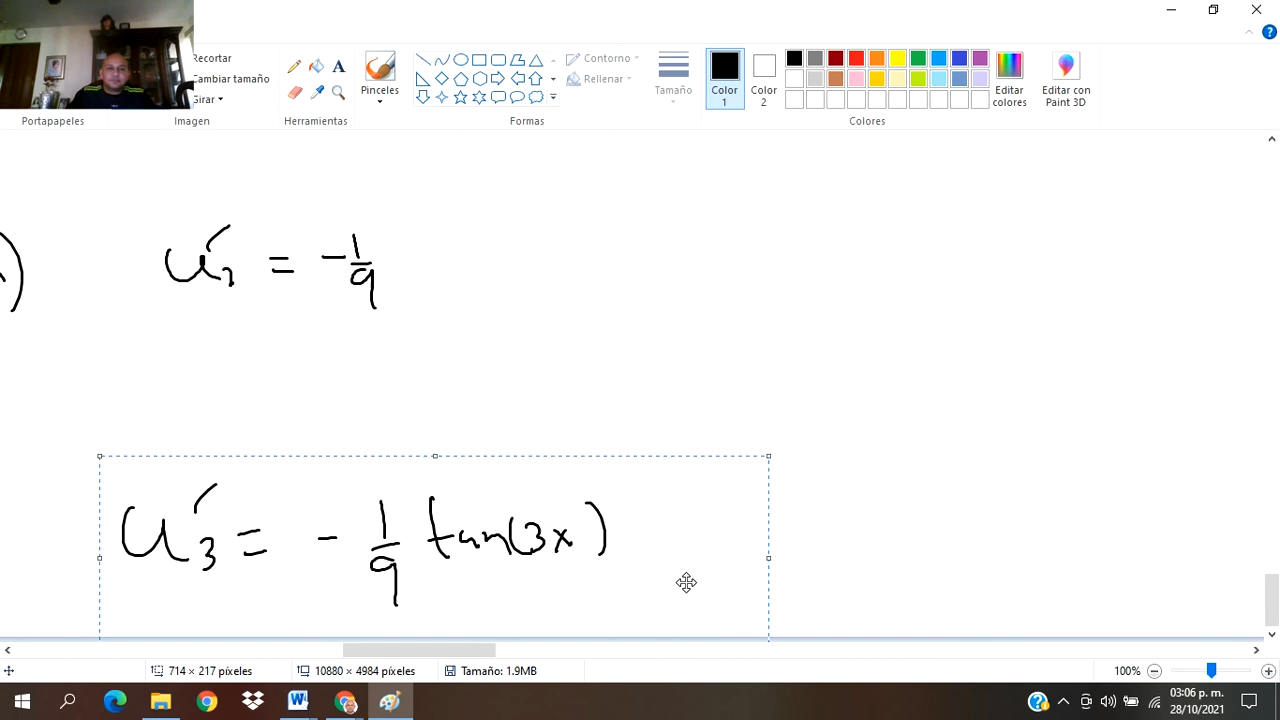 Recortar
Cambiar tamaño
Girar
Pinceles
Contorno
Rellenar
Tamaño
Color 1
Color 2
Editar colores
Editar con Paint 3D
Portapapeles
Imagen
Herramientas
Formas
Colores
) u'₂ = -1/9
u'₃ = - 1/9 tan(3x)
714 × 217 píxeles
10880 × 4984 píxeles
Tamaño: 1.9MB
100%
03:06 p. m.
28/10/2021